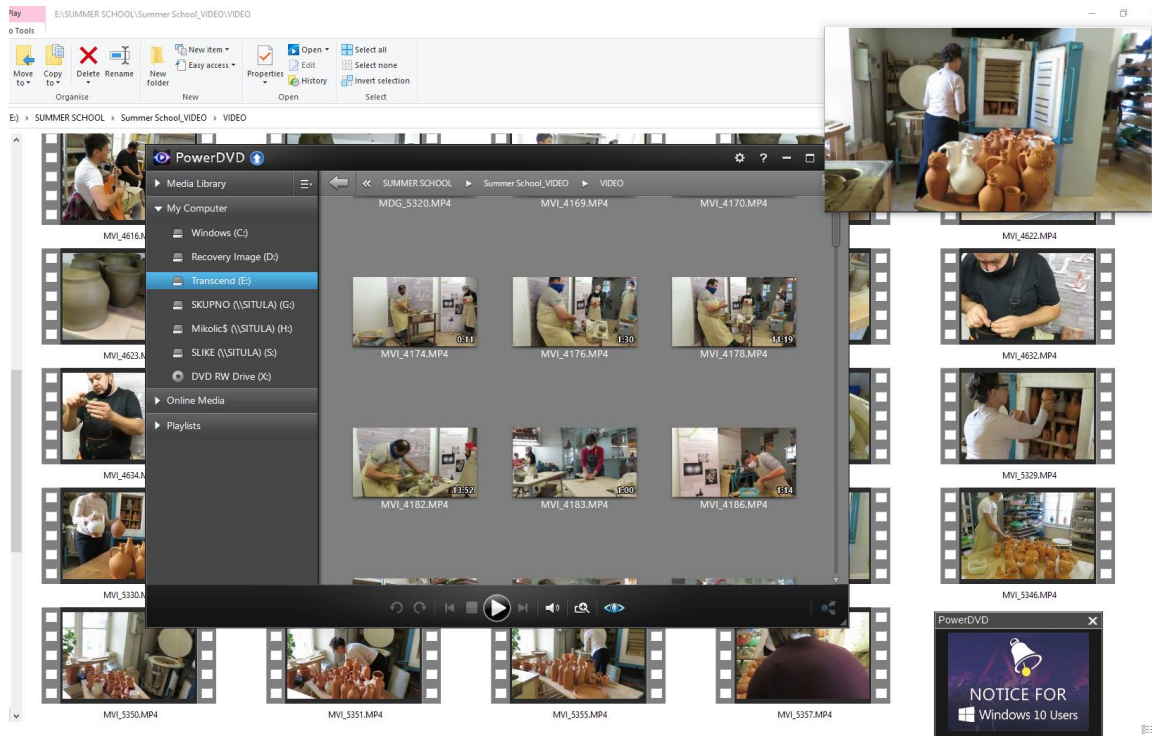 Play
E:\SUMMER SCHOOL\Summer School_VIDEO\VIDEO
o Tools
Move to
Copy to
Delete
Rename
New folder
New item
Easy access
Properties
Open
Edit
History
Select all
Select none
Invert selection
Organise
New
Open
Select
E:) > SUMMER SCHOOL > Summer School_VIDEO > VIDEO
PowerDVD
?
Media Library
« SUMMER SCHOOL ▶ Summer School_VIDEO ▶ VIDEO
My Computer
Windows (C:)
Recovery Image (D:)
Transcend (E:)
SKUPNO (\\SITULA) (G:)
Mikolic$ (\\SITULA) (H:)
SLIKE (\\SITULA) (S:)
DVD RW Drive (X:)
Online Media
Playlists
MDG_5320.MP4
MVI_4169.MP4
MVI_4170.MP4
0:11
1:30
11:19
MVI_4174.MP4
MVI_4176.MP4
MVI_4178.MP4
13:52
1:00
1:14
MVI_4182.MP4
MVI_4183.MP4
MVI_4186.MP4
MVI_4616.M
MVI_4622.MP4
MVI_4623.M
MVI_4632.MP4
MVI_4634.M
MVI_5329.MP4
MVI_5330.M
MVI_5346.MP4
MVI_5350.MP4
MVI_5351.MP4
MVI_5355.MP4
MVI_5357.MP4
PowerDVD
NOTICE FOR
Windows 10 Users